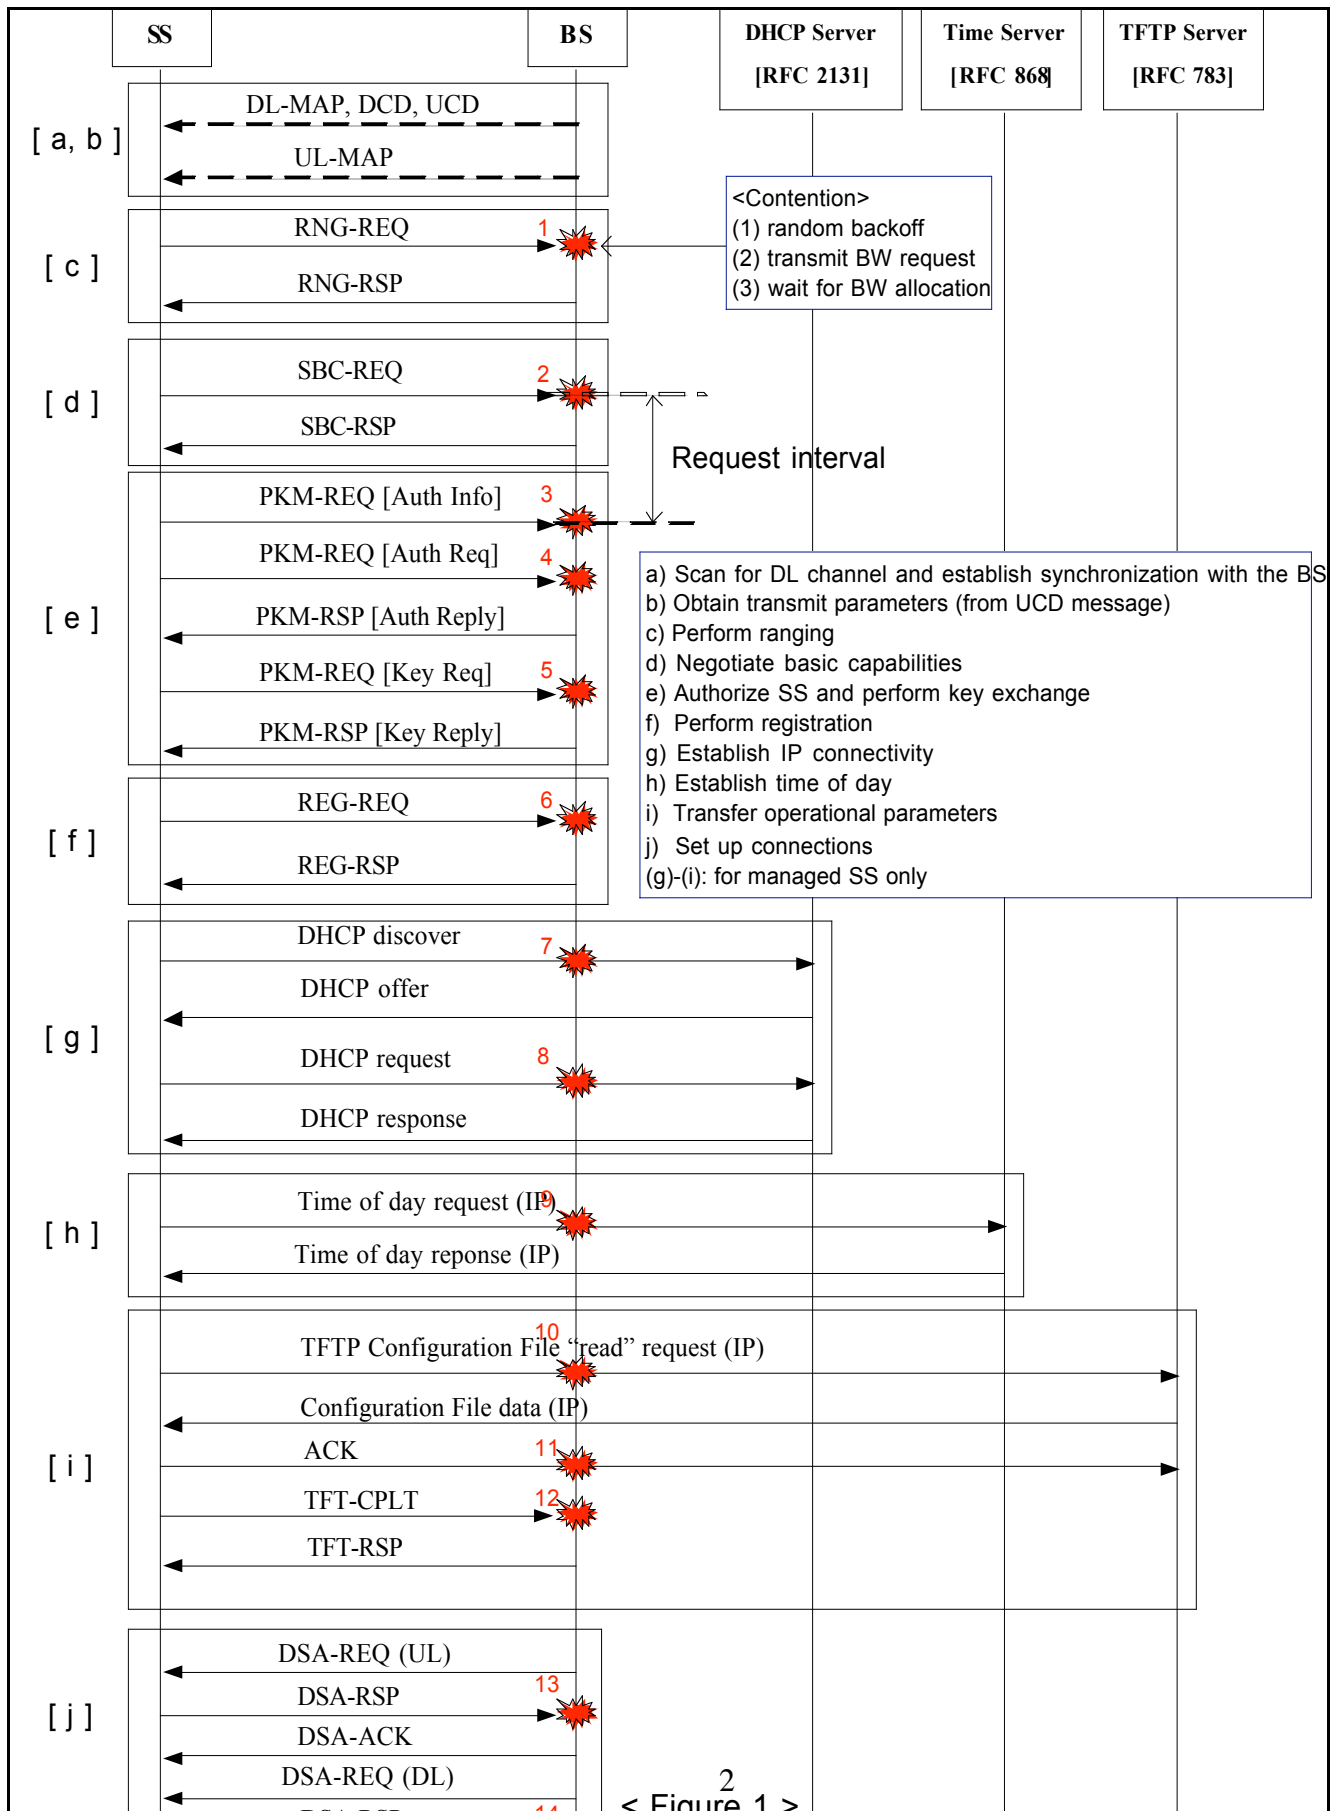 SS
BS
DHCP Server
[RFC 2131]
Time Server
[RFC 868]
TFTP Server
[RFC 783]
[ a, b ]
DL-MAP, DCD, UCD
UL-MAP
<Contention>
(1) random backoff
(2) transmit BW request
(3) wait for BW allocation
[ c ]
RNG-REQ
1
RNG-RSP
[ d ]
SBC-REQ
2
SBC-RSP
Request interval
[ e ]
PKM-REQ [Auth Info]
3
PKM-REQ [Auth Req]
4
PKM-RSP [Auth Reply]
PKM-REQ [Key Req]
5
PKM-RSP [Key Reply]
a) Scan for DL channel and establish synchronization with the BS
b) Obtain transmit parameters (from UCD message)
c) Perform ranging
d) Negotiate basic capabilities
e) Authorize SS and perform key exchange
f) Perform registration
g) Establish IP connectivity
h) Establish time of day
i) Transfer operational parameters
j) Set up connections
(g)-(i): for managed SS only
[ f ]
REG-REQ
6
REG-RSP
[ g ]
DHCP discover
7
DHCP offer
DHCP request
8
DHCP response
[ h ]
Time of day request (IP)
9
Time of day reponse (IP)
[ i ]
10
TFTP Configuration File “read” request (IP)
Configuration File data (IP)
ACK
11
TFT-CPLT
12
TFT-RSP
[ j ]
DSA-REQ (UL)
DSA-RSP
13
DSA-ACK
DSA-REQ (DL)
2
< Figure 1 >
DSA-RSP
14